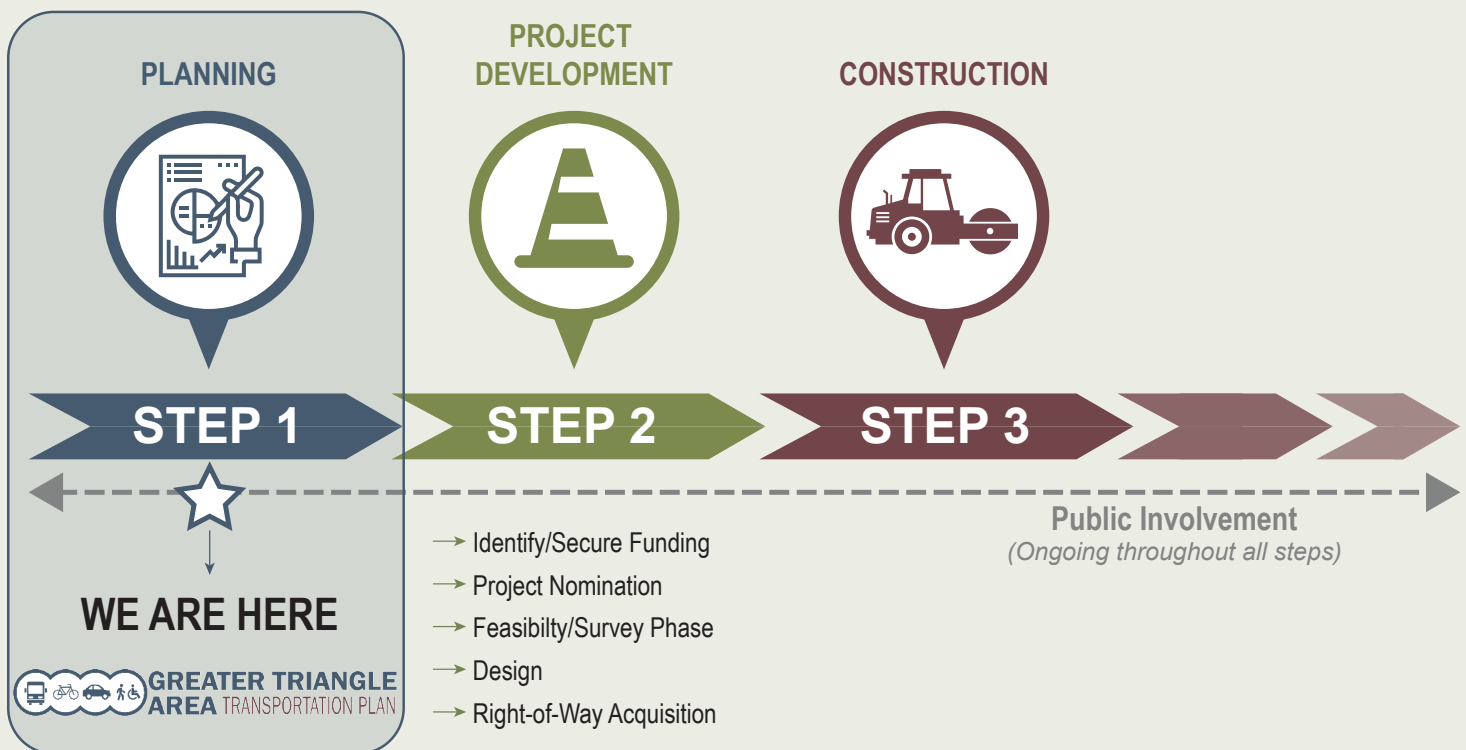 PLANNING
PROJECT
DEVELOPMENT
CONSTRUCTION
STEP 1
STEP 2
STEP 3
Public Involvement
(Ongoing throughout all steps)
WE ARE HERE
GREATER TRIANGLE
AREA TRANSPORTATION PLAN
Identify/Secure Funding
Project Nomination
Feasibilty/Survey Phase
Design
Right-of-Way Acquisition